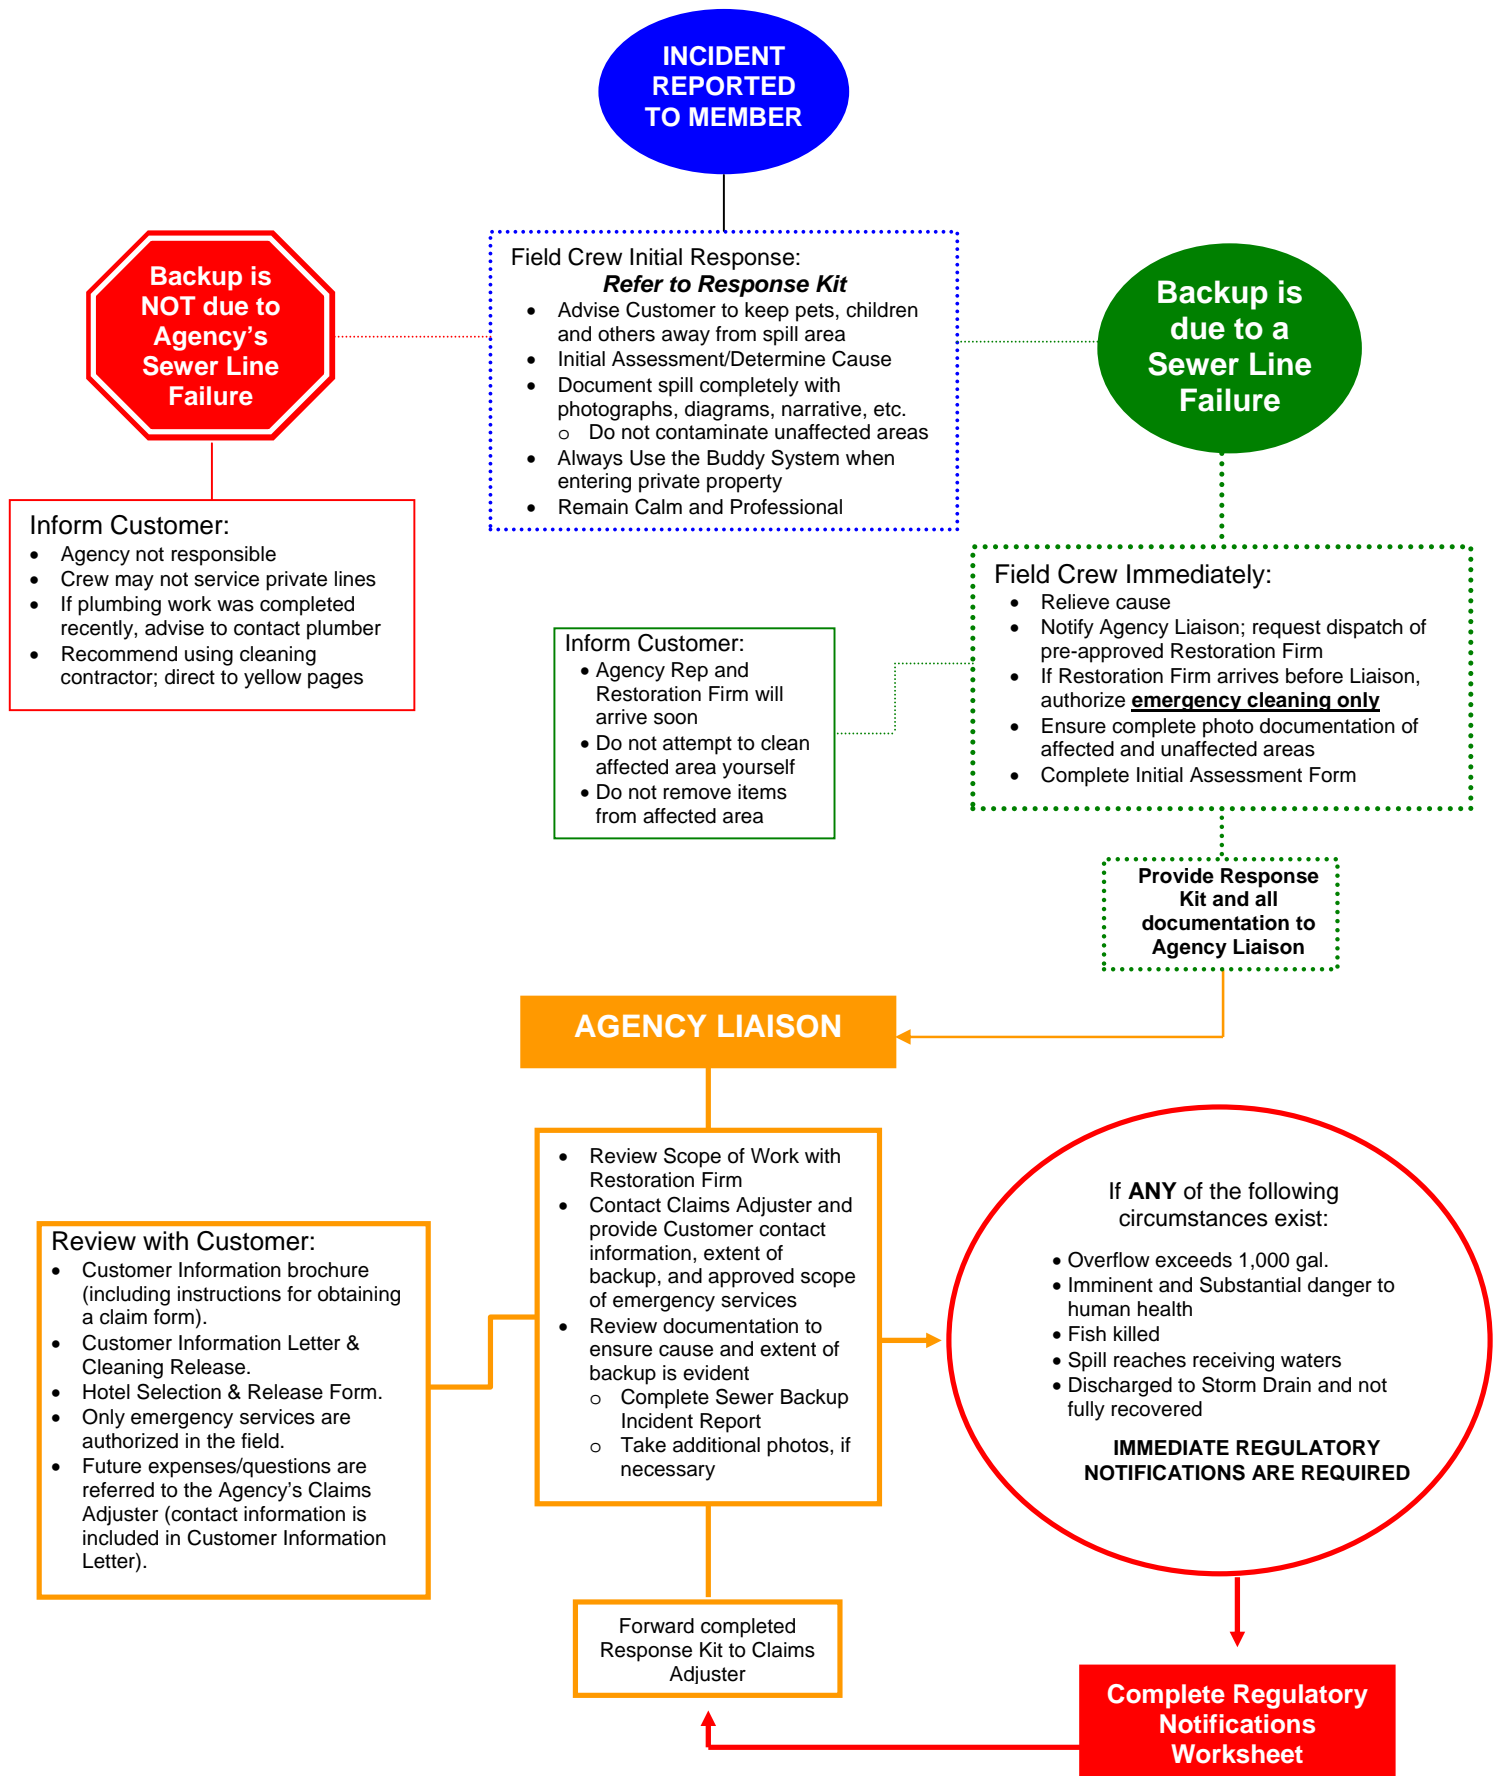 INCIDENT
REPORTED
TO MEMBER
Backup is
NOT due to
Agency’s
Sewer Line
Failure
Field Crew Initial Response:
Refer to Response Kit
• Advise Customer to keep pets, children
and others away from spill area
• Initial Assessment/Determine Cause
• Document spill completely with
photographs, diagrams, narrative, etc.
o Do not contaminate unaffected areas
• Always Use the Buddy System when
entering private property
• Remain Calm and Professional
Backup is
due to a
Sewer Line
Failure
Inform Customer:
• Agency not responsible
• Crew may not service private lines
• If plumbing work was completed
recently, advise to contact plumber
• Recommend using cleaning
contractor; direct to yellow pages
Field Crew Immediately:
• Relieve cause
• Notify Agency Liaison; request dispatch of
pre-approved Restoration Firm
• If Restoration Firm arrives before Liaison,
authorize emergency cleaning only
• Ensure complete photo documentation of
affected and unaffected areas
• Complete Initial Assessment Form
Inform Customer:
• Agency Rep and
Restoration Firm will
arrive soon
• Do not attempt to clean
affected area yourself
• Do not remove items
from affected area
Provide Response
Kit and all
documentation to
Agency Liaison
AGENCY LIAISON
• Review Scope of Work with
Restoration Firm
• Contact Claims Adjuster and
provide Customer contact
information, extent of
backup, and approved scope
of emergency services
• Review documentation to
ensure cause and extent of
backup is evident
o Complete Sewer Backup
Incident Report
o Take additional photos, if
necessary
If ANY of the following
circumstances exist:
• Overflow exceeds 1,000 gal.
• Imminent and Substantial danger to
human health
• Fish killed
• Spill reaches receiving waters
• Discharged to Storm Drain and not
fully recovered
IMMEDIATE REGULATORY
NOTIFICATIONS ARE REQUIRED
Review with Customer:
• Customer Information brochure
(including instructions for obtaining
a claim form).
• Customer Information Letter &
Cleaning Release.
• Hotel Selection & Release Form.
• Only emergency services are
authorized in the field.
• Future expenses/questions are
referred to the Agency’s Claims
Adjuster (contact information is
included in Customer Information
Letter).
Forward completed
Response Kit to Claims
Adjuster
Complete Regulatory
Notifications
Worksheet